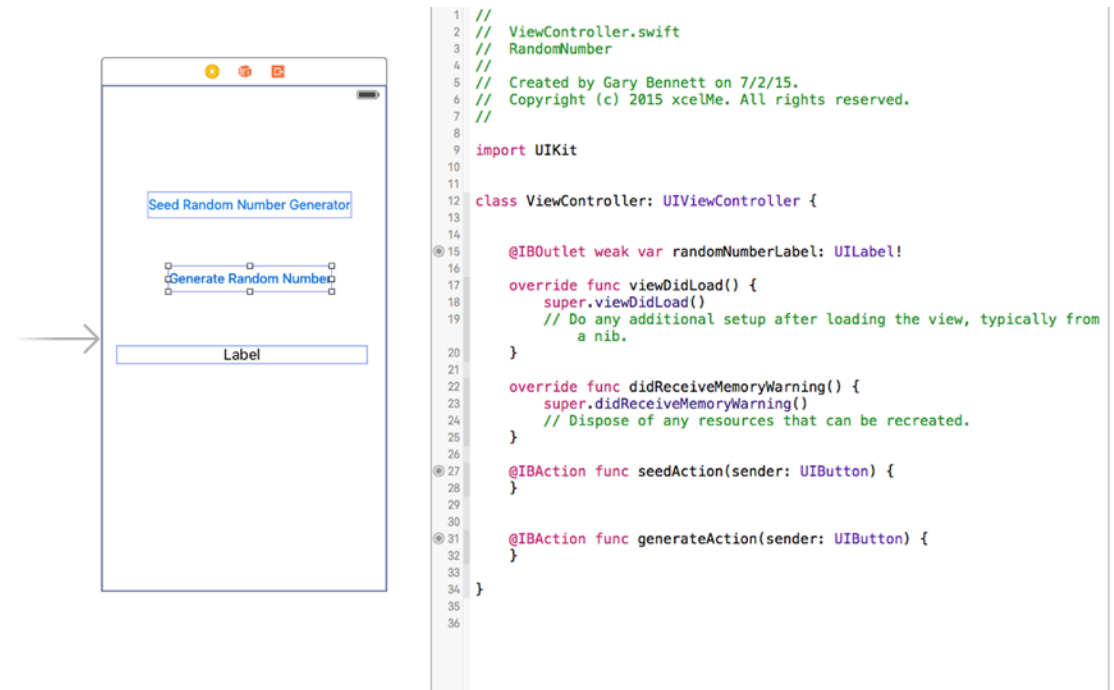 Seed Random Number Generator
Generate Random Number
Label
1 //
2 // ViewController.swift
3 // RandomNumber
4 //
5 // Created by Gary Bennett on 7/2/15.
6 // Copyright (c) 2015 xcelMe. All rights reserved.
7 //
8
9 import UIKit
10
11
12 class ViewController: UIViewController {
13
14
15 @IBOutlet weak var randomNumberLabel: UILabel!
16
17 override func viewDidLoad() {
18 super.viewDidLoad()
19 // Do any additional setup after loading the view, typically from
a nib.
20 }
21
22 override func didReceiveMemoryWarning() {
23 super.didReceiveMemoryWarning()
24 // Dispose of any resources that can be recreated.
25 }
26
27 @IBAction func seedAction(sender: UIButton) {
28 }
29
30
31 @IBAction func generateAction(sender: UIButton) {
32 }
33
34 }
35
36